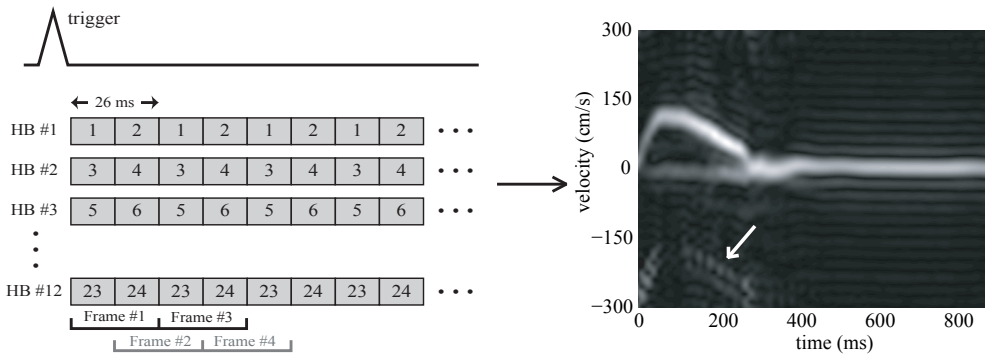 trigger
26 ms
HB #1 1 2 1 2 1 2 1 2 • • •
HB #2 3 4 3 4 3 4 3 4 • • •
HB #3 5 6 5 6 5 6 5 6 • • •
HB #12 23 24 23 24 23 24 23 24 • • •
Frame #1 Frame #3
Frame #2 Frame #4
300
150
0
−150
−300
velocity (cm/s)
0 200 400 600 800
time (ms)